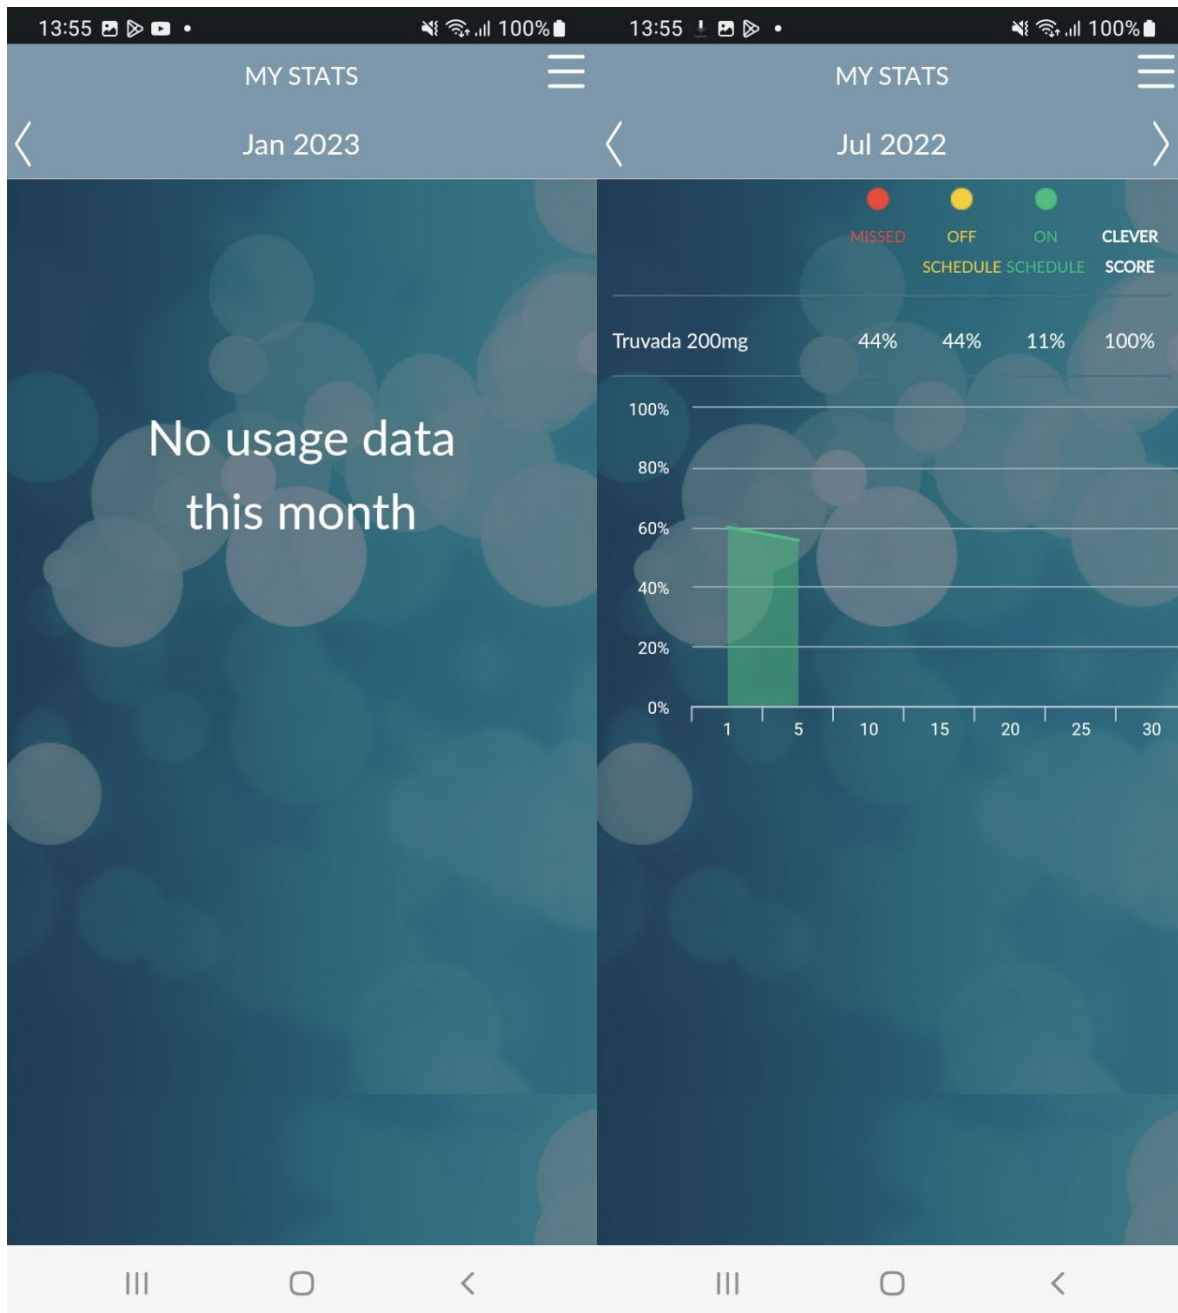 13:55 100%
MY STATS
Jan 2023
No usage data
this month
13:55 100%
MY STATS
Jul 2022
MISSED OFF ON CLEVER
SCHEDULE SCHEDULE SCORE
Truvada 200mg 44% 44% 11% 100%
100%
80%
60%
40%
20%
0%
1 5 10 15 20 25 30